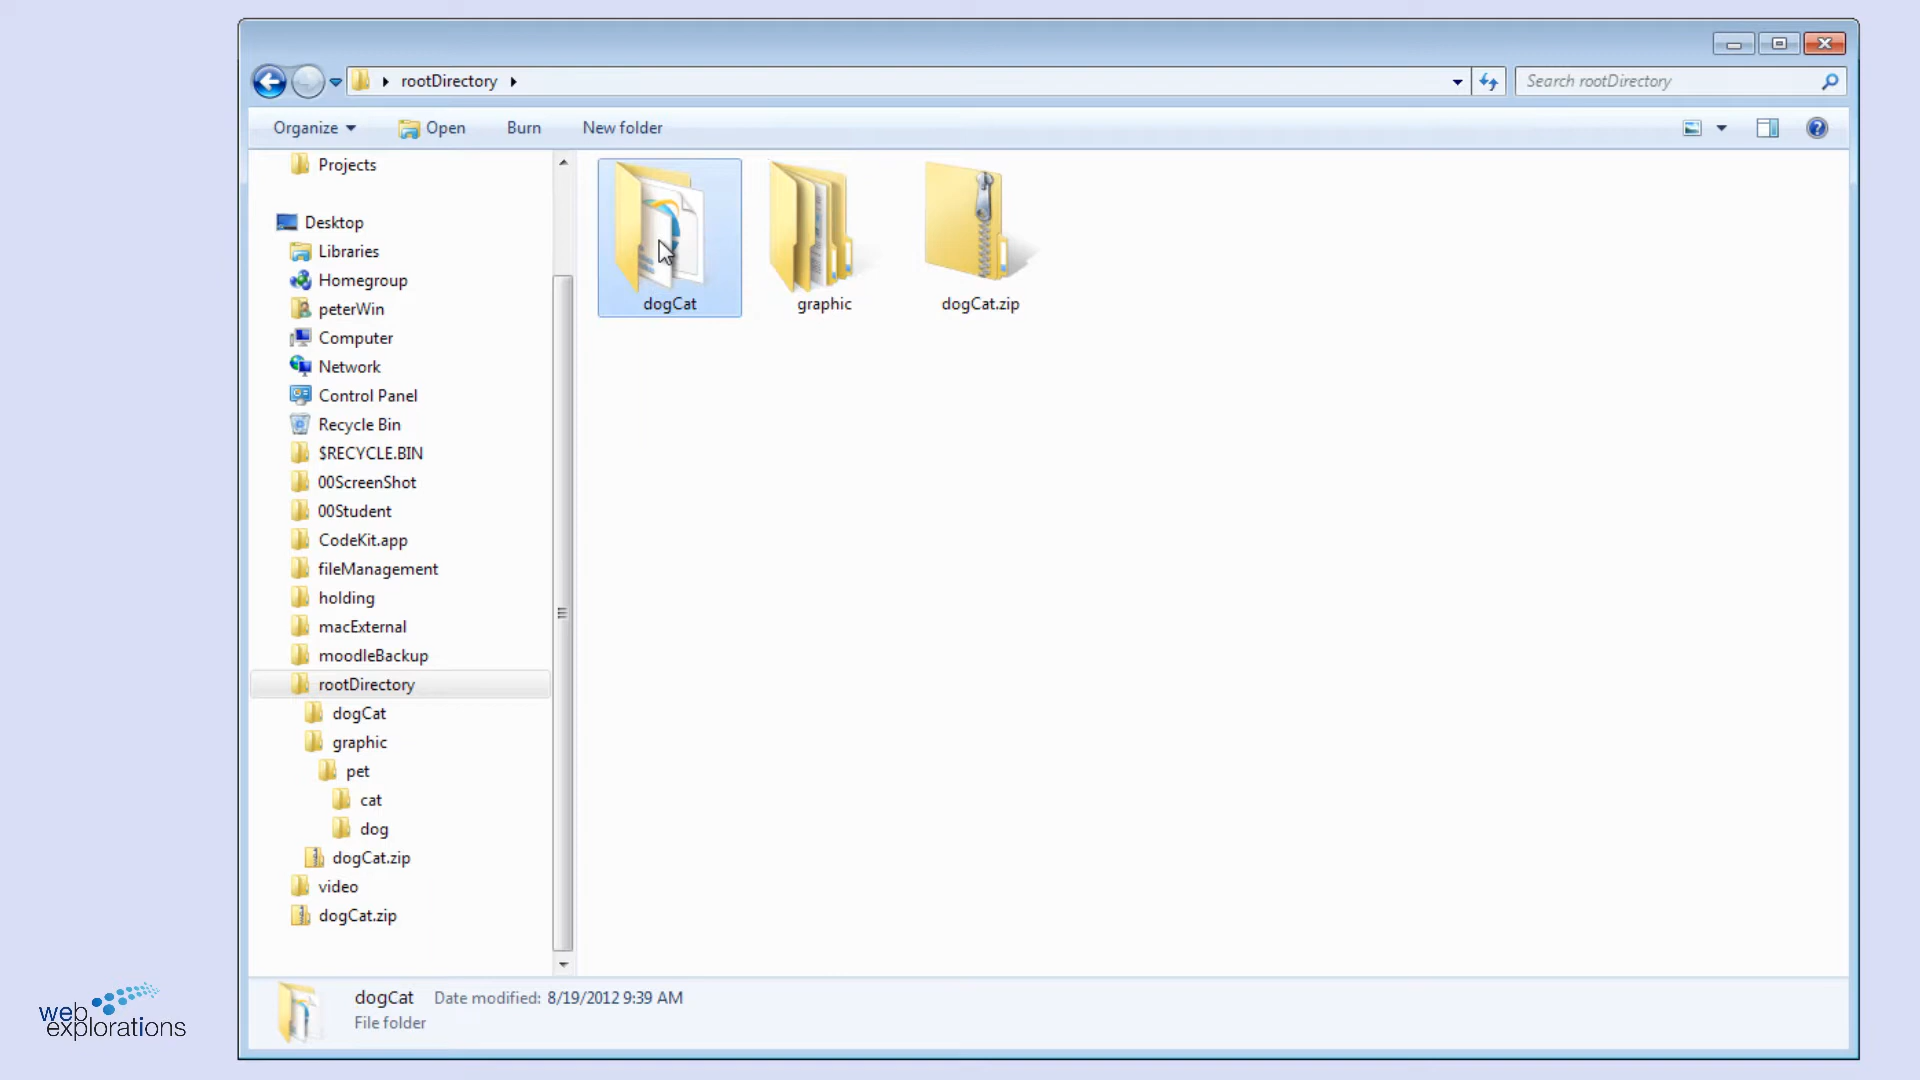 rootDirectory
Search rootDirectory
Organize
Open
Burn
New folder
Projects
Desktop
Libraries
Homegroup
peterWin
Computer
Network
Control Panel
Recycle Bin
$RECYCLE.BIN
00ScreenShot
00Student
CodeKit.app
fileManagement
holding
macExternal
moodleBackup
rootDirectory
dogCat
graphic
pet
cat
dog
dogCat.zip
video
dogCat.zip
dogCat
graphic
dogCat.zip
dogCat Date modified: 8/19/2012 9:39 AM
File folder
web
explorations